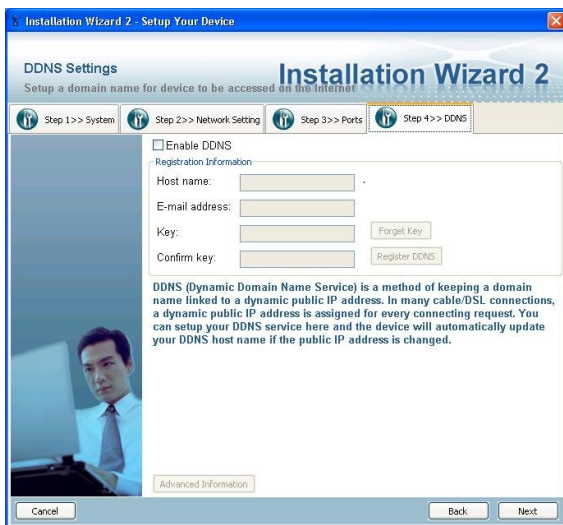 Installation Wizard 2 - Setup Your Device
DDNS Settings
Installation Wizard 2
Setup a domain name for device to be accessed on the Internet
Step 1>> System
Step 2>> Network Setting
Step 3>> Ports
Step 4>> DDNS
Enable DDNS
Registration Information
Host name:
.
E-mail address:
Key:
Forget Key
Confirm key:
Register DDNS
DDNS (Dynamic Domain Name Service) is a method of keeping a domain
name linked to a dynamic public IP address. In many cable/DSL connections,
a dynamic public IP address is assigned for every connecting request. You
can setup your DDNS service here and the device will automatically update
your DDNS host name if the public IP address is changed.
Advanced Information
Cancel
Back
Next